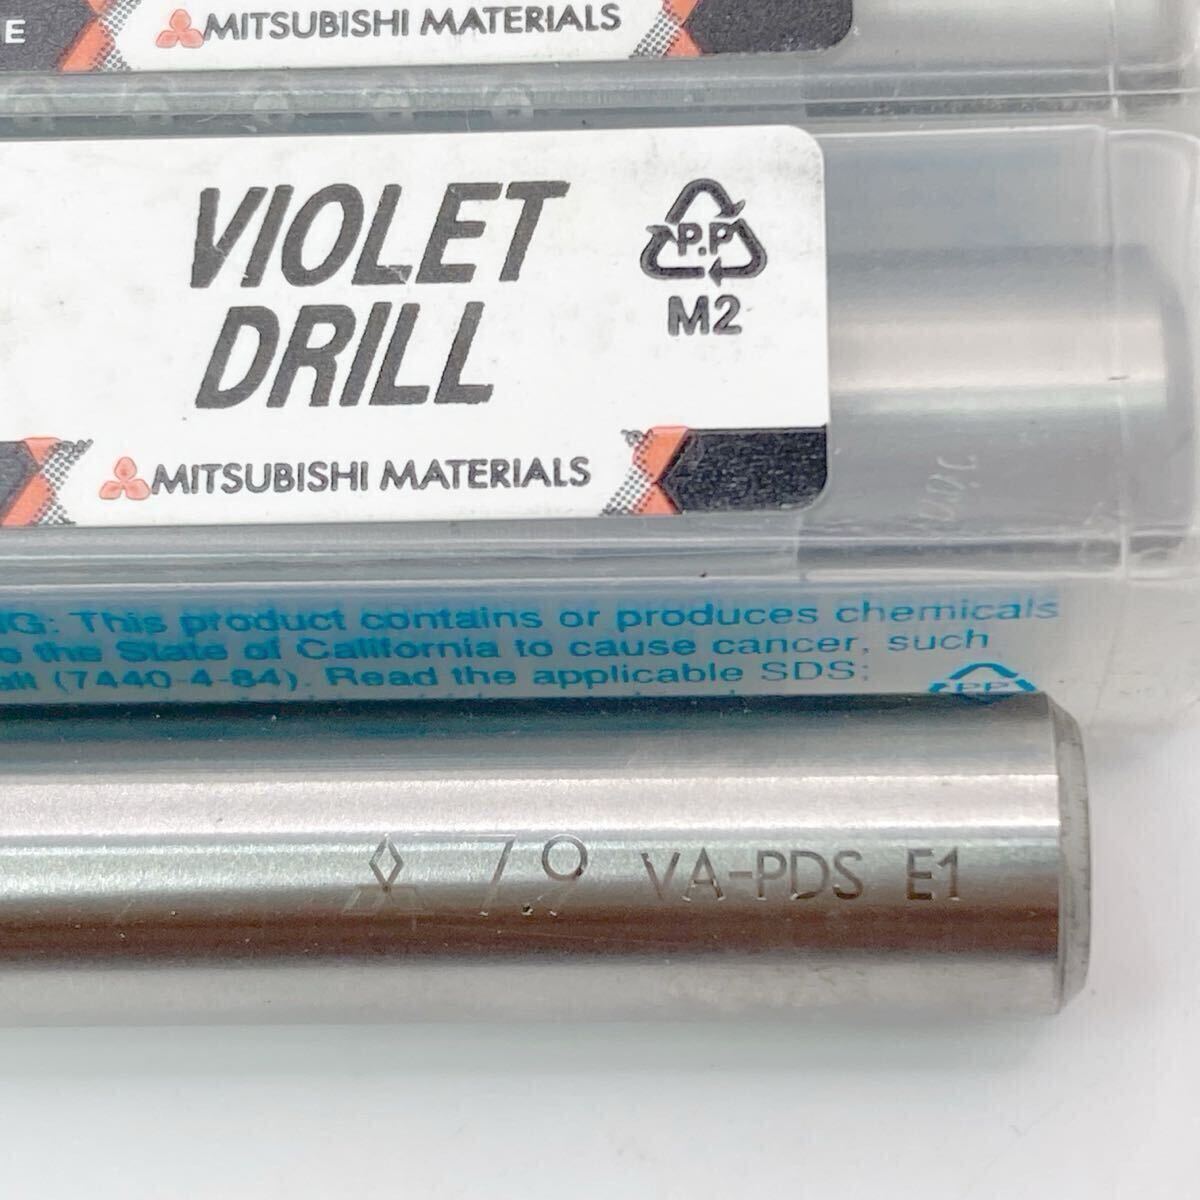 E
MITSUBISHI MATERIALS
VIOLET
DRILL
P.P
M2
MITSUBISHI MATERIALS
This product contains or produces chemicals
the State of California to cause cancer, such
(7440-4-84). Read the applicable SDS;
PP
7.9 VA-PDS E1